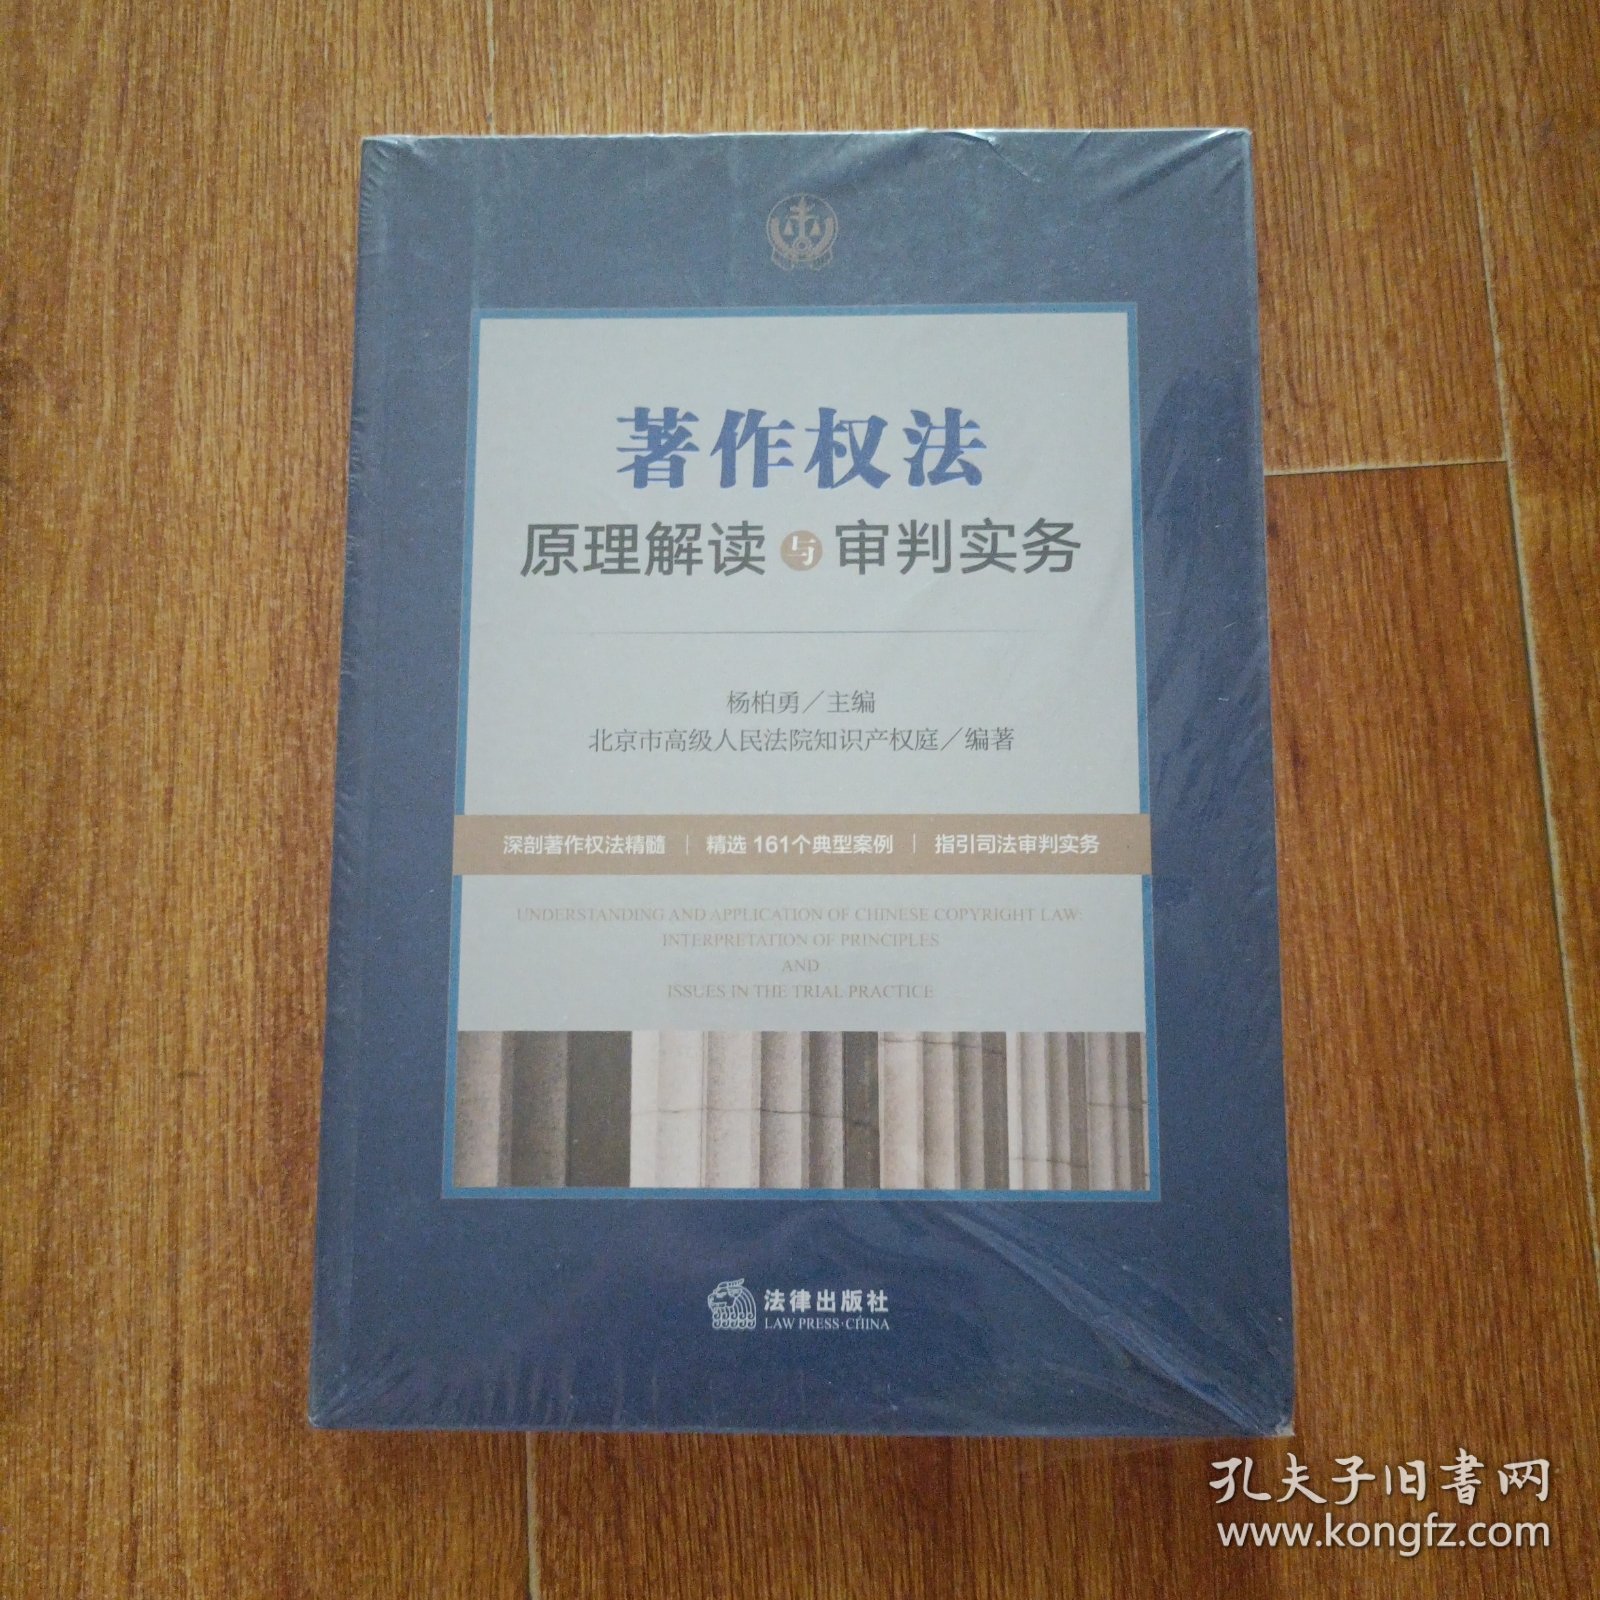 著作权法
原理解读与审判实务
杨柏勇／主编
北京市高级人民法院知识产权庭／编著
深剖著作权法精髓 | 精选161个典型案例 | 指引司法审判实务
UNDERSTANDING AND APPLICATION OF CHINESE COPYRIGHT LAW:
INTERPRETATION OF PRINCIPLES
AND
ISSUES IN THE TRIAL PRACTICE
法律出版社
LAW PRESS·CHINA
孔夫子旧书网
www.kongfz.com